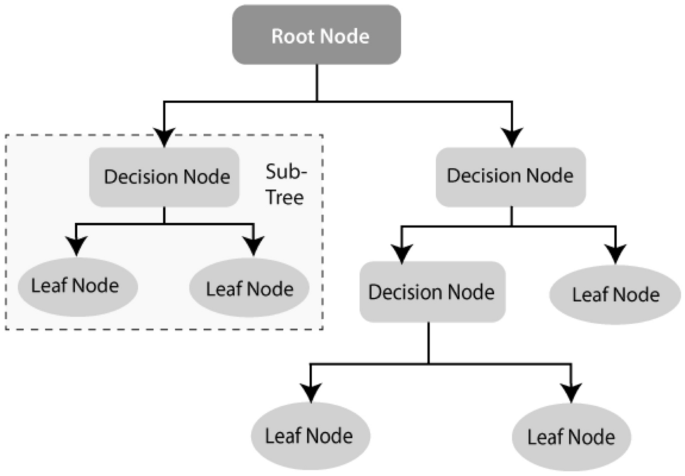 Root Node
Decision Node
Sub-
Tree
Decision Node
Leaf Node
Leaf Node
Decision Node
Leaf Node
Leaf Node
Leaf Node